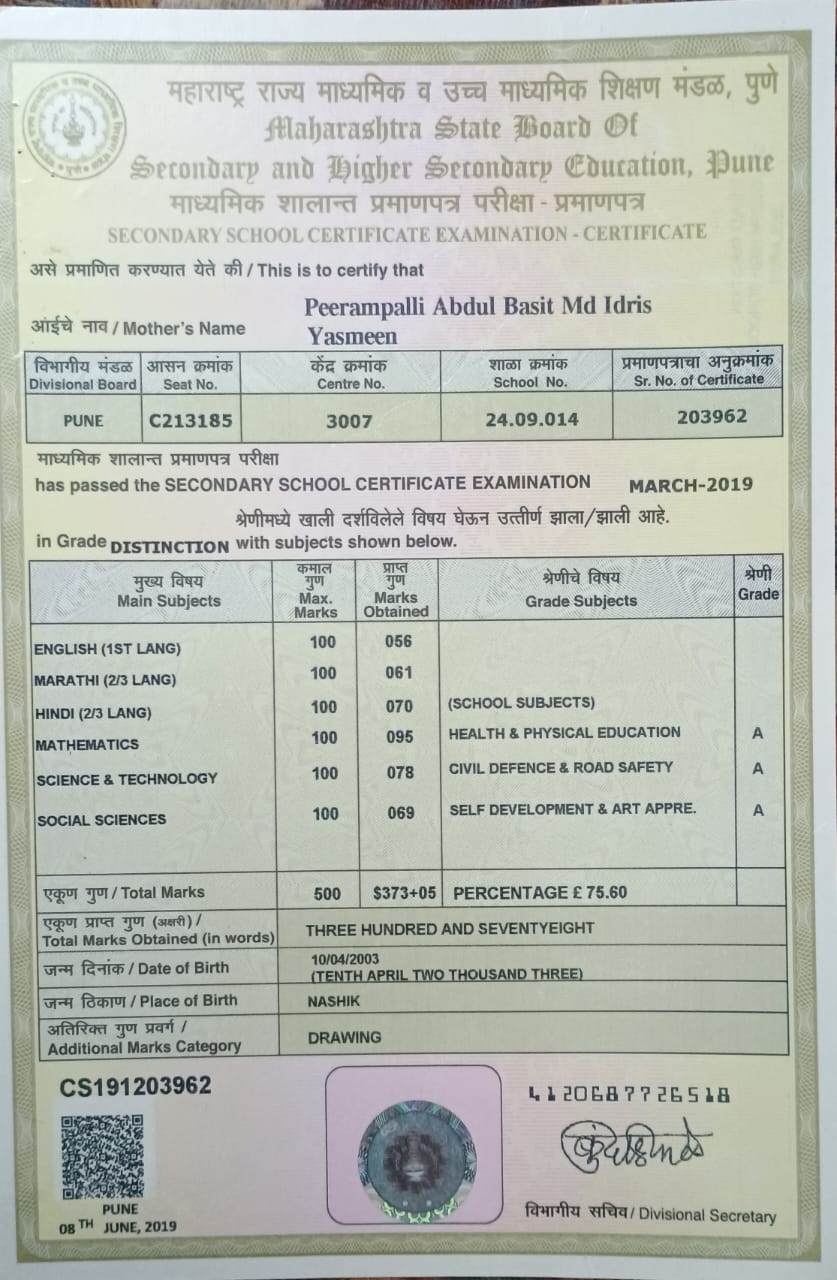 महाराष्ट्र राज्य माध्यमिक व उच्च माध्यमिक शिक्षण मंडळ, पुणे
Maharashtra State Board Of
Secondary and Higher Secondary Education, Pune
माध्यमिक शालान्त प्रमाणपत्र परीक्षा - प्रमाणपत्र
SECONDARY SCHOOL CERTIFICATE EXAMINATION - CERTIFICATE
असे प्रमाणित करण्यात येते की / This is to certify that
Peerampalli Abdul Basit Md Idris
आईचे नाव / Mother's Name Yasmeen
विभागीय मंडळ आसन क्रमांक केंद्र क्रमांक शाळा क्रमांक प्रमाणपत्राचा अनुक्रमांक
Divisional Board Seat No. Centre No. School No. Sr. No. of Certificate
PUNE C213185 3007 24.09.014 203962
माध्यमिक शालान्त प्रमाणपत्र परीक्षा
has passed the SECONDARY SCHOOL CERTIFICATE EXAMINATION MARCH-2019
श्रेणीमध्ये खाली दर्शविलेले विषय घेऊन उत्तीर्ण झाला/झाली आहे.
in Grade DISTINCTION with subjects shown below.
मुख्य विषय कमाल गुण प्राप्त गुण श्रेणीचे विषय श्रेणी
Main Subjects Max. Marks Marks Obtained Grade Subjects Grade
ENGLISH (1ST LANG) 100 056
MARATHI (2/3 LANG) 100 061
HINDI (2/3 LANG) 100 070 (SCHOOL SUBJECTS)
MATHEMATICS 100 095 HEALTH & PHYSICAL EDUCATION A
SCIENCE & TECHNOLOGY 100 078 CIVIL DEFENCE & ROAD SAFETY A
SOCIAL SCIENCES 100 069 SELF DEVELOPMENT & ART APPRE. A
एकूण गुण / Total Marks 500 $373+05 PERCENTAGE £ 75.60
एकूण प्राप्त गुण (अक्षरी) /
Total Marks Obtained (in words) THREE HUNDRED AND SEVENTYEIGHT
जन्म दिनांक / Date of Birth 10/04/2003
(TENTH APRIL TWO THOUSAND THREE)
जन्म ठिकाण / Place of Birth NASHIK
अतिरिक्त गुण प्रवर्ग /
Additional Marks Category DRAWING
CS191203962
4120687726518
PUNE
08 TH JUNE, 2019
विभागीय सचिव / Divisional Secretary